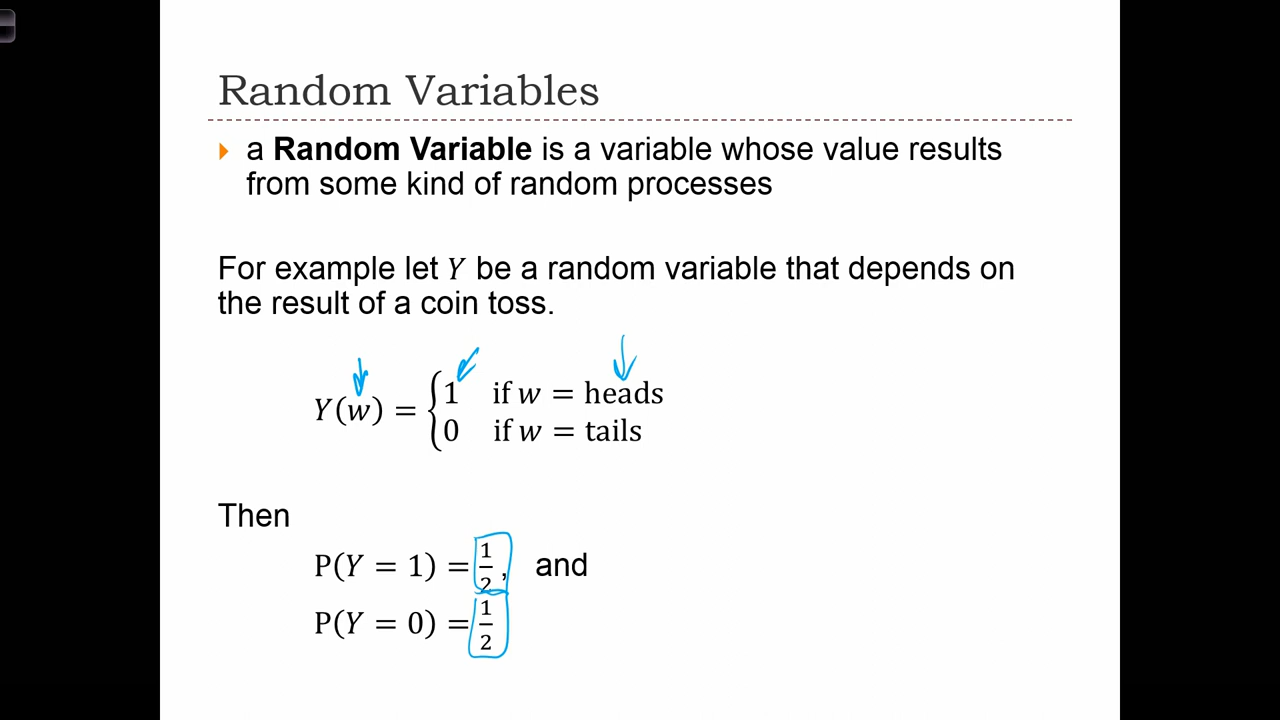 Random Variables
a Random Variable is a variable whose value results
from some kind of random processes
For example let Y be a random variable that depends on
the result of a coin toss.
Y(w) = { 1 if w = heads
0 if w = tails
Then
P(Y = 1) = 1/2, and
P(Y = 0) = 1/2